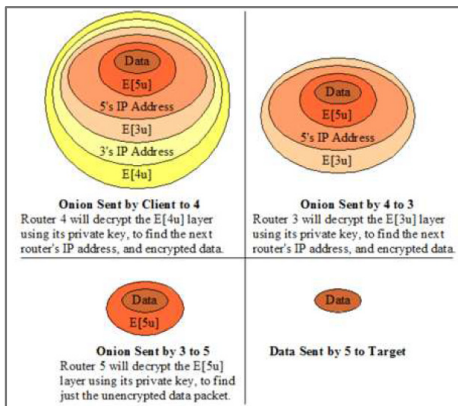 Data
E[5u]
5's IP Address
E[3u]
3's IP Address
E[4u]
Onion Sent by Client to 4
Router 4 will decrypt the E[4u] layer
using its private key, to find the next
router's IP address, and encrypted data.
Data
E[5u]
5's IP Address
E[3u]
Onion Sent by 4 to 3
Router 3 will decrypt the E[3u] layer
using its private key, to find the next
router's IP address, and encrypted data.
Data
E[5u]
Onion Sent by 3 to 5
Router 5 will decrypt the E[5u]
layer using its private key, to find
just the unencrypted data packet.
Data
Data Sent by 5 to Target